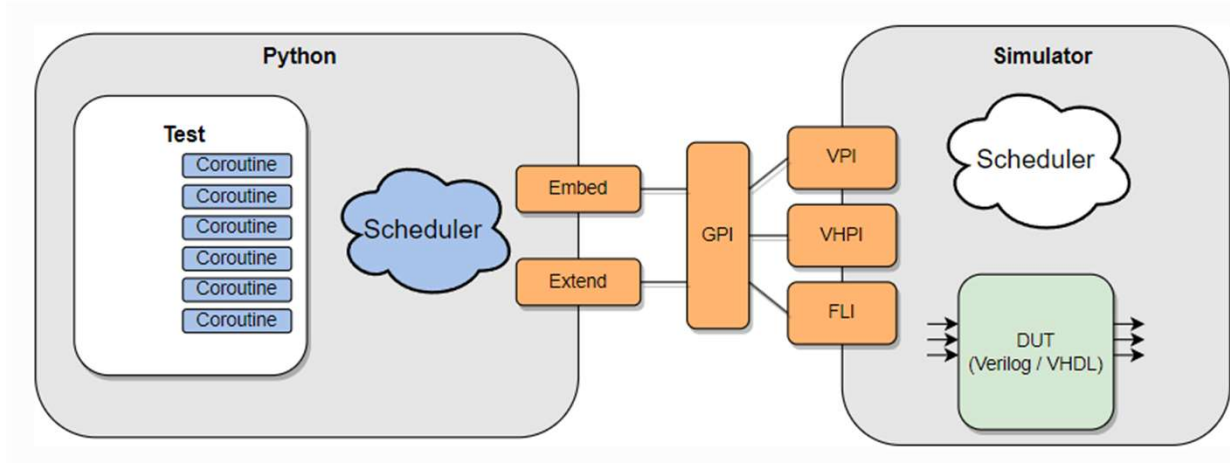 Python
Simulator
Test
Coroutine
Coroutine
Coroutine
Coroutine
Coroutine
Coroutine
Scheduler
Embed
Extend
GPI
VPI
VHPI
FLI
Scheduler
DUT
(Verilog / VHDL)